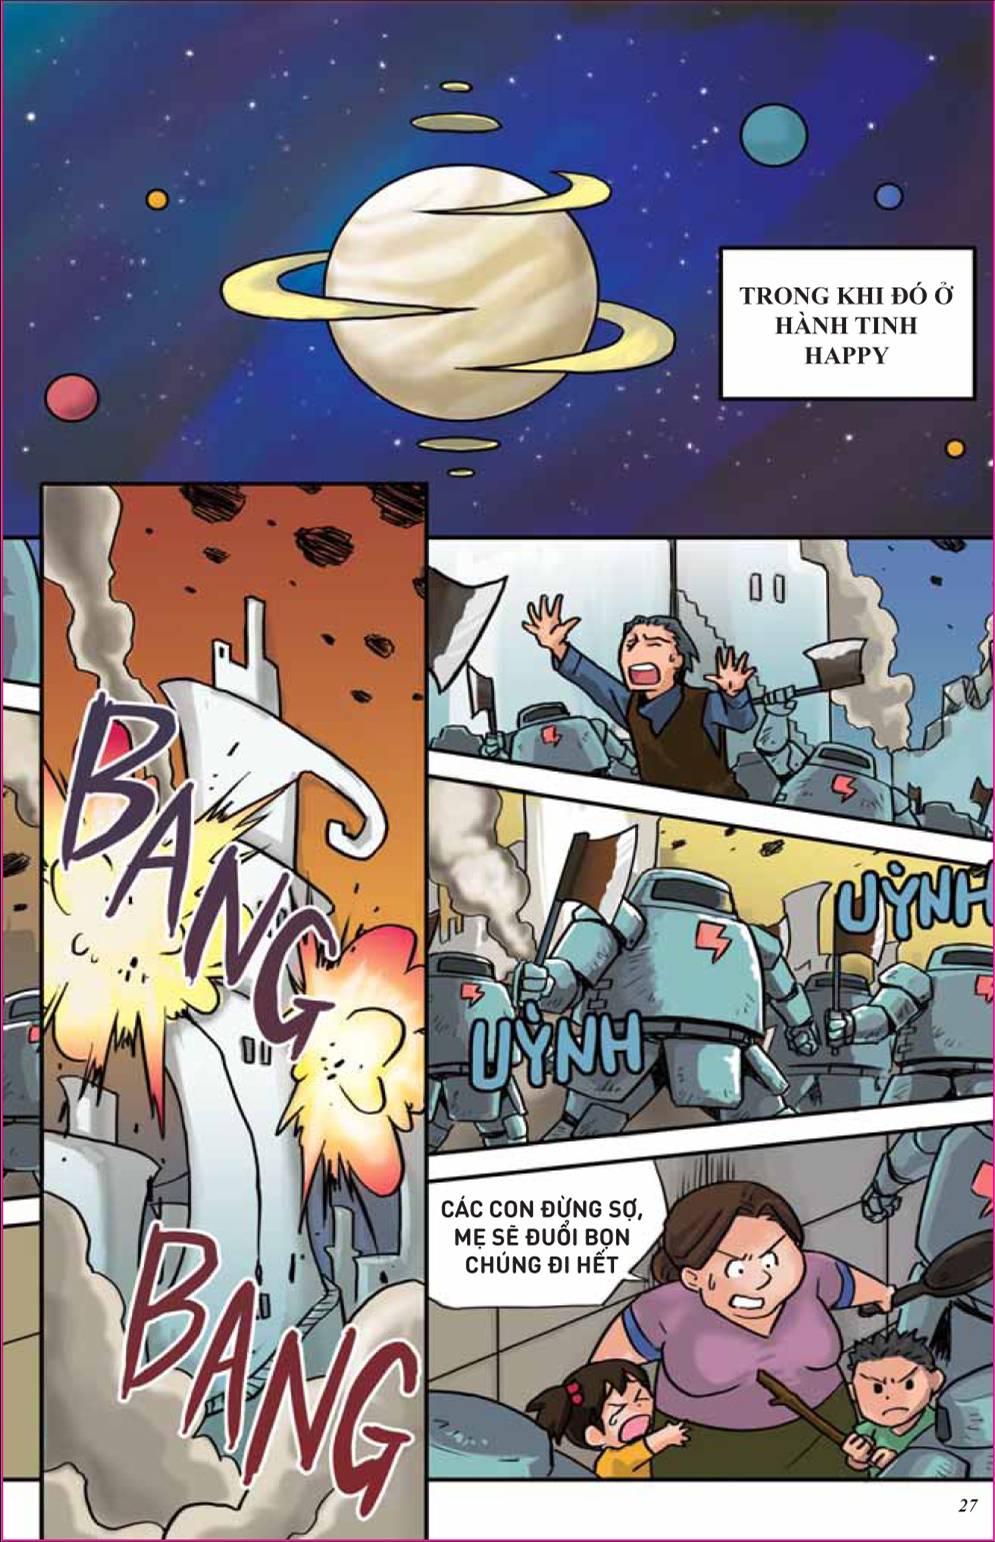 TRONG KHI ĐÓ Ở
HÀNH TINH
HAPPY
BANG
BANG
UỲNH
UỲNH
CÁC CON ĐỪNG SỢ,
MẸ SẼ ĐUỔI BỌN
CHÚNG ĐI HẾT
27